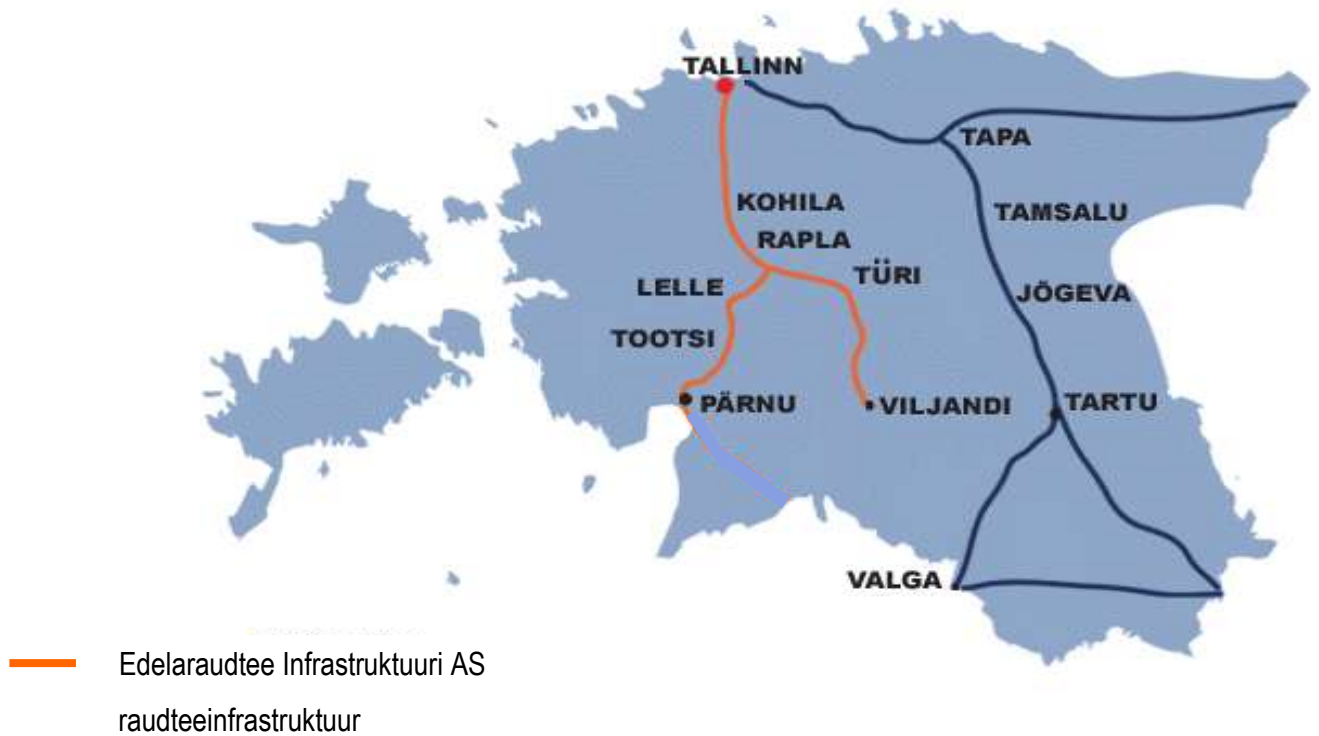 TALLINN
TAPA
KOHILA
TAMSALU
RAPLA
TÜRI
LELLE
JÕGEVA
TOOTSI
PÄRNU
VILJANDI
TARTU
VALGA
Edelaraudtee Infrastruktuuri AS
raudteeinfrastruktuur